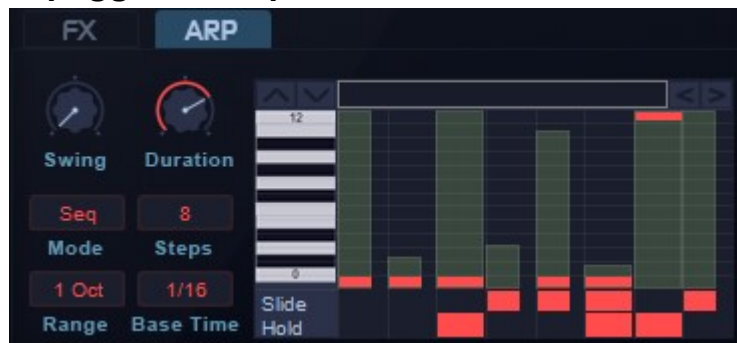 FX ARP
12
Swing Duration
Seq 8
Mode Steps
0
1 Oct 1/16
Range Base Time
Slide
Hold